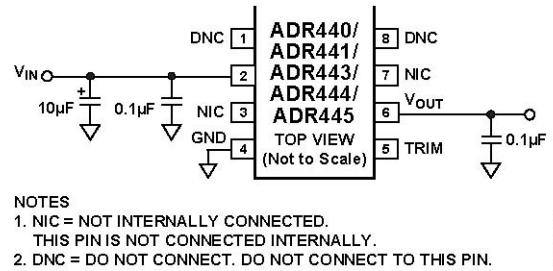 DNC 1
ADR440/
ADR441/
ADR443/
ADR444/
ADR445
TOP VIEW
(Not to Scale)
8 DNC
VIN
2
7 NIC
10µF
0.1µF
NIC 3
6
VOUT
GND
4
5 TRIM
0.1µF
NOTES
1. NIC = NOT INTERNALLY CONNECTED.
THIS PIN IS NOT CONNECTED INTERNALLY.
2. DNC = DO NOT CONNECT. DO NOT CONNECT TO THIS PIN.